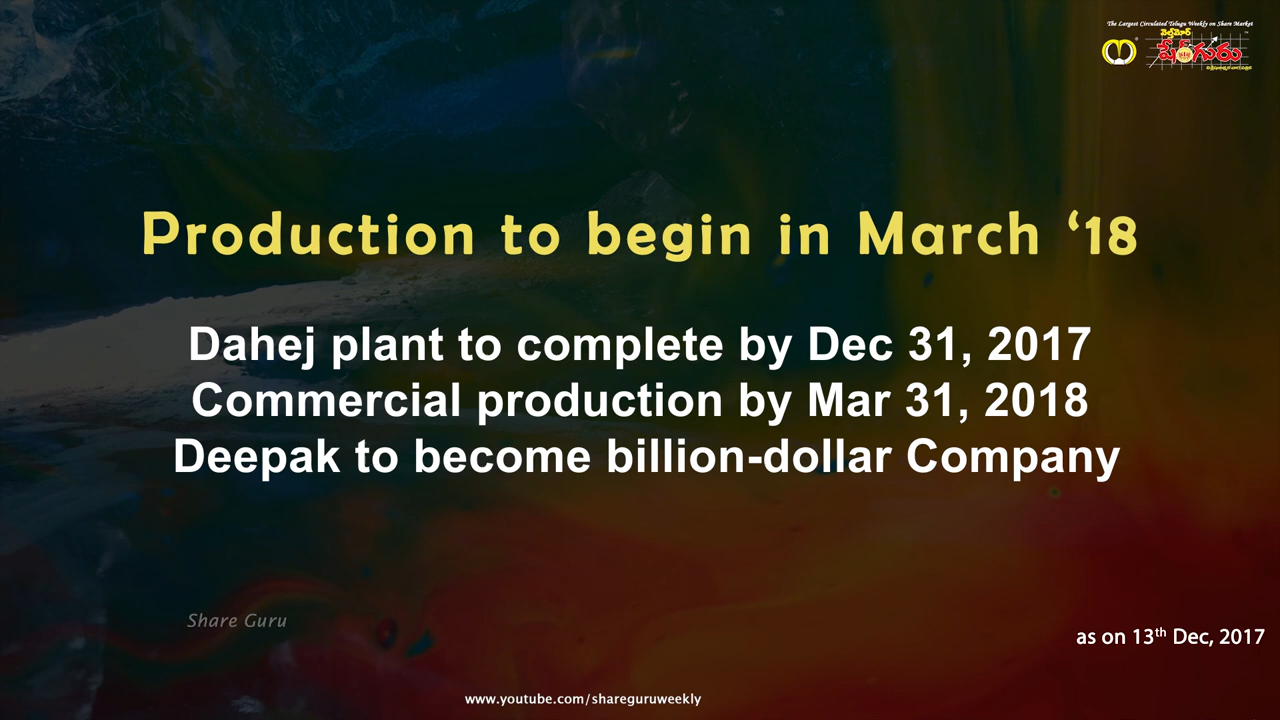 The Largest Circulated Telugu Weekly on Share Market
వెల్త్‌మోర్
షేర్‌గురు
Production to begin in March ‘18
Dahej plant to complete by Dec 31, 2017
Commercial production by Mar 31, 2018
Deepak to become billion-dollar Company
Share Guru
as on 13th Dec, 2017
www.youtube.com/shareguruweekly